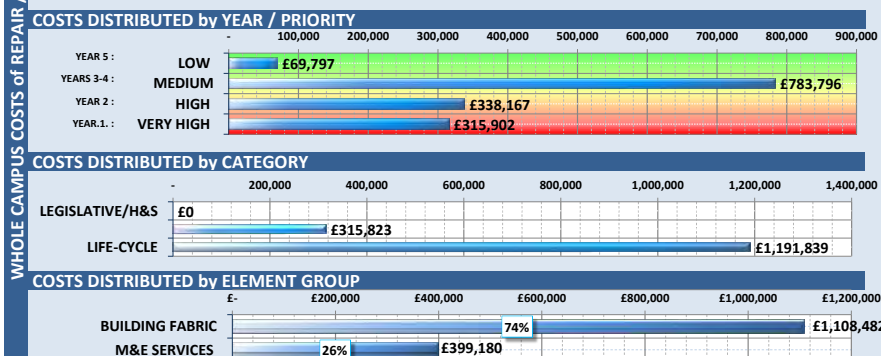 WHOLE CAMPUS COSTS of REPAIR
COSTS DISTRIBUTED by YEAR / PRIORITY
- 100,000 200,000 300,000 400,000 500,000 600,000 700,000 800,000 900,000
YEAR 5 : LOW £69,797
YEARS 3-4 : MEDIUM £783,796
YEAR 2 : HIGH £338,167
YEAR.1. : VERY HIGH £315,902
COSTS DISTRIBUTED by CATEGORY
- 200,000 400,000 600,000 800,000 1,000,000 1,200,000 1,400,000
LEGISLATIVE/H&S £0
£315,823
LIFE-CYCLE £1,191,839
COSTS DISTRIBUTED by ELEMENT GROUP
£- £200,000 £400,000 £600,000 £800,000 £1,000,000 £1,200,000
BUILDING FABRIC 74% £1,108,482
M&E SERVICES 26% £399,180